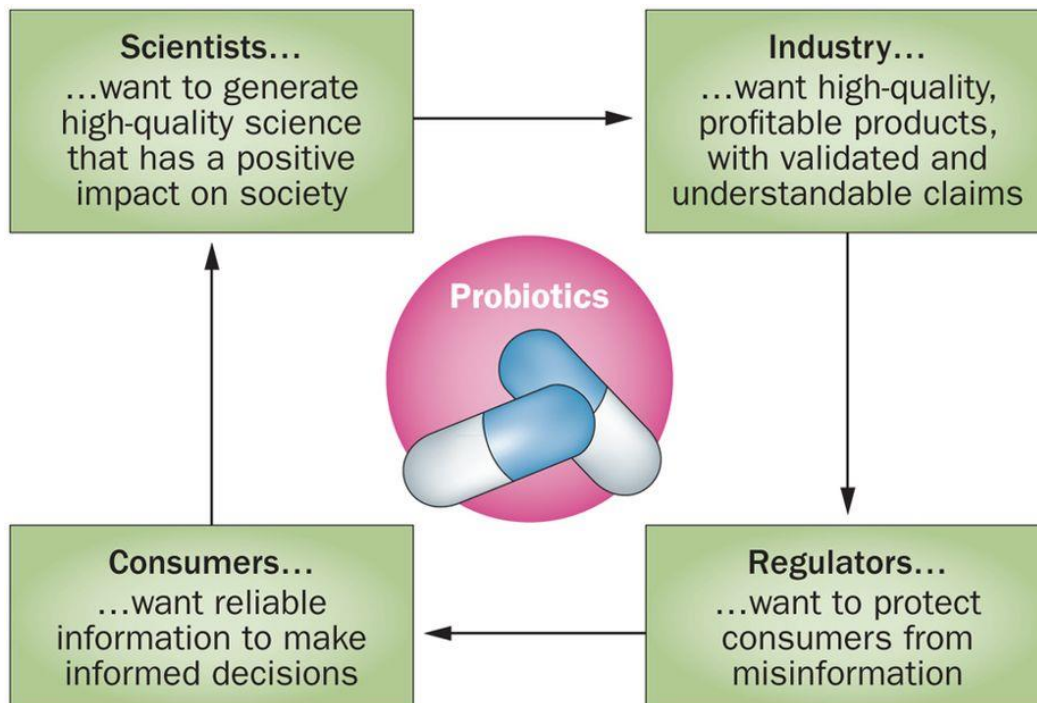 Scientists...
...want to generate
high-quality science
that has a positive
impact on society
Industry...
...want high-quality,
profitable products,
with validated and
understandable claims
Probiotics
Consumers...
...want reliable
information to make
informed decisions
Regulators...
...want to protect
consumers from
misinformation